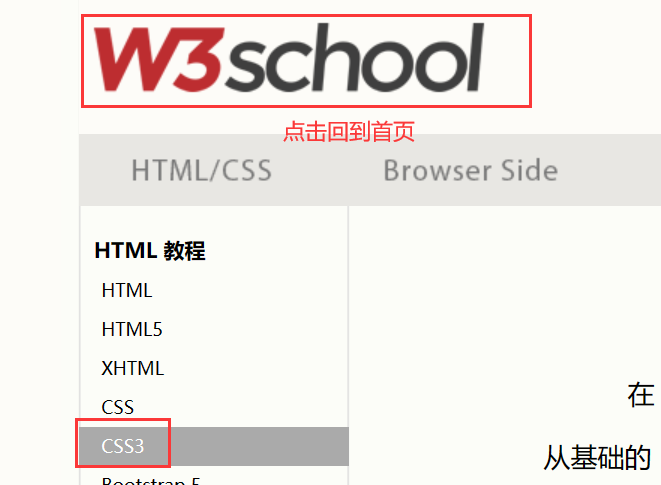 W3school
点击回到首页
HTML/CSS Browser Side
HTML 教程
HTML
HTML5
XHTML
在
CSS
CSS3
从基础的
Bootstrap 5